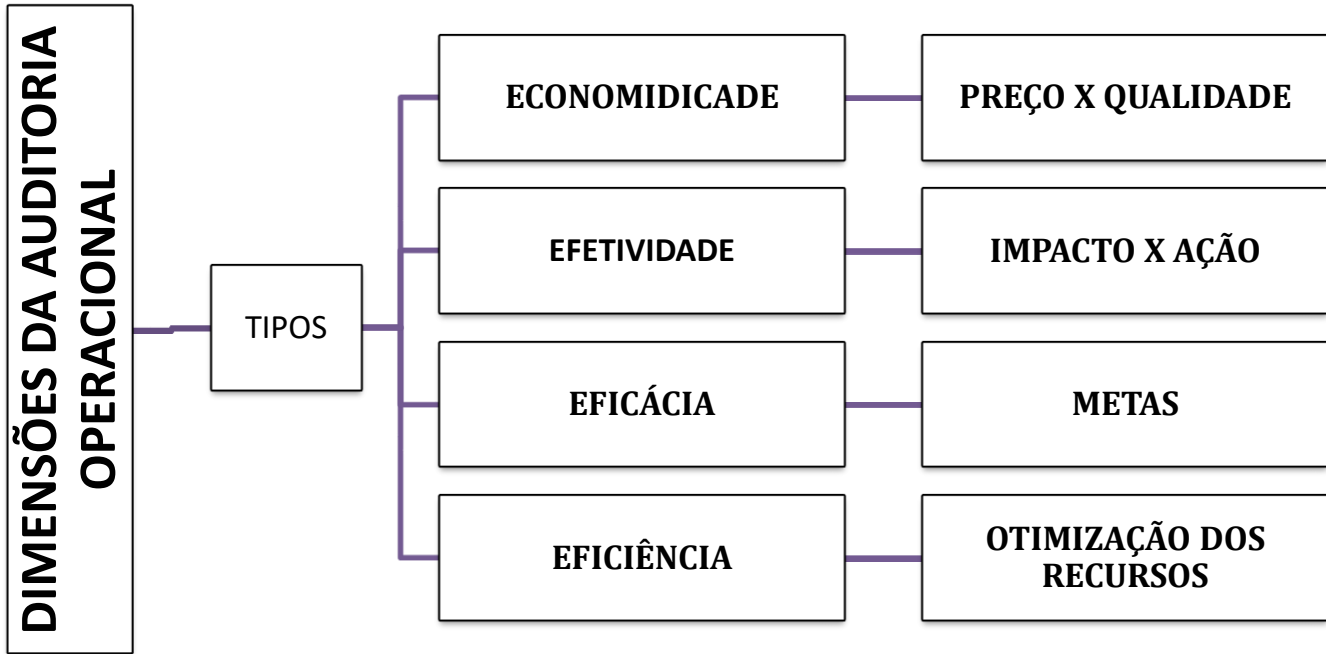 DIMENSÕES DA AUDITORIA
OPERACIONAL
TIPOS
ECONOMIDICADE
PREÇO X QUALIDADE
EFETIVIDADE
IMPACTO X AÇÃO
EFICÁCIA
METAS
EFICIÊNCIA
OTIMIZAÇÃO DOS
RECURSOS